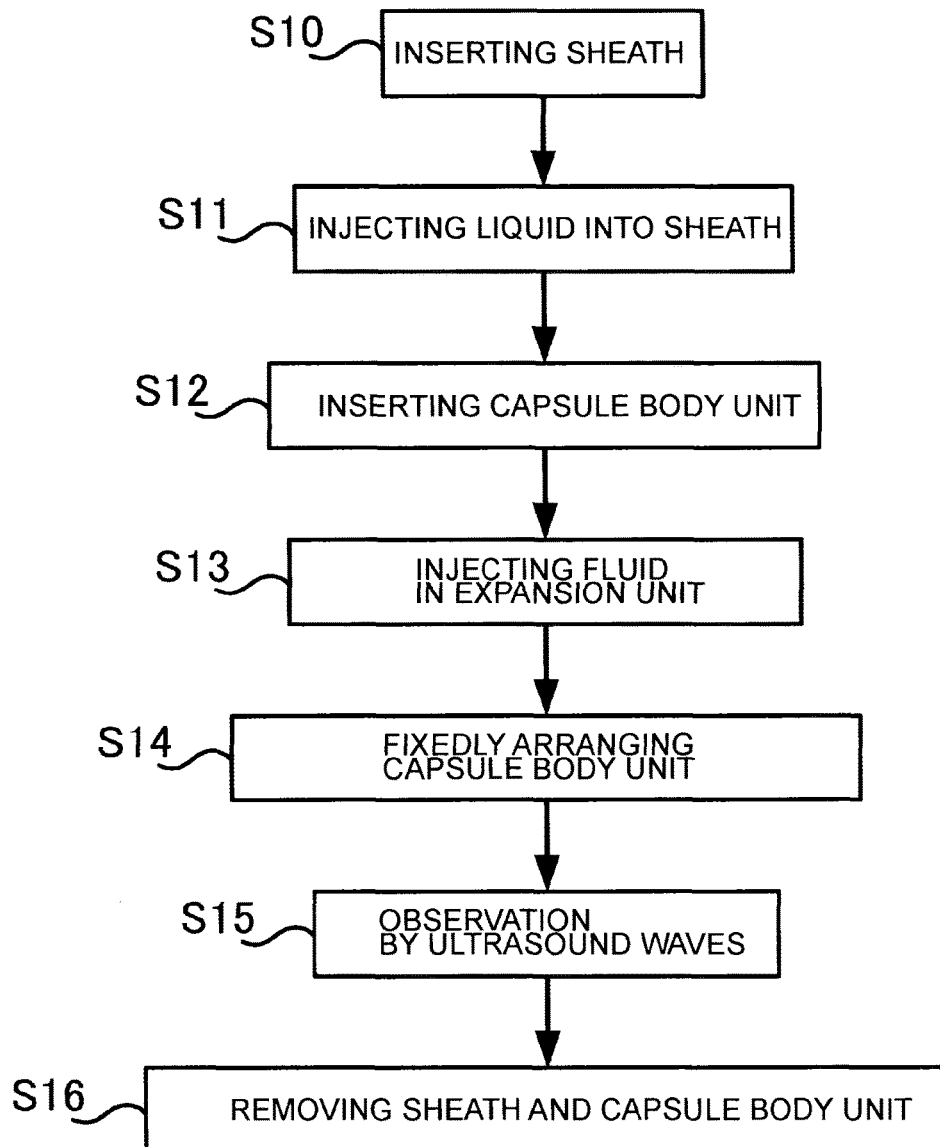 S10
INSERTING SHEATH
S11
INJECTING LIQUID INTO SHEATH
S12
INSERTING CAPSULE BODY UNIT
S13
INJECTING FLUID
IN EXPANSION UNIT
S14
FIXEDLY ARRANGING
CAPSULE BODY UNIT
S15
OBSERVATION
BY ULTRASOUND WAVES
S16
REMOVING SHEATH AND CAPSULE BODY UNIT